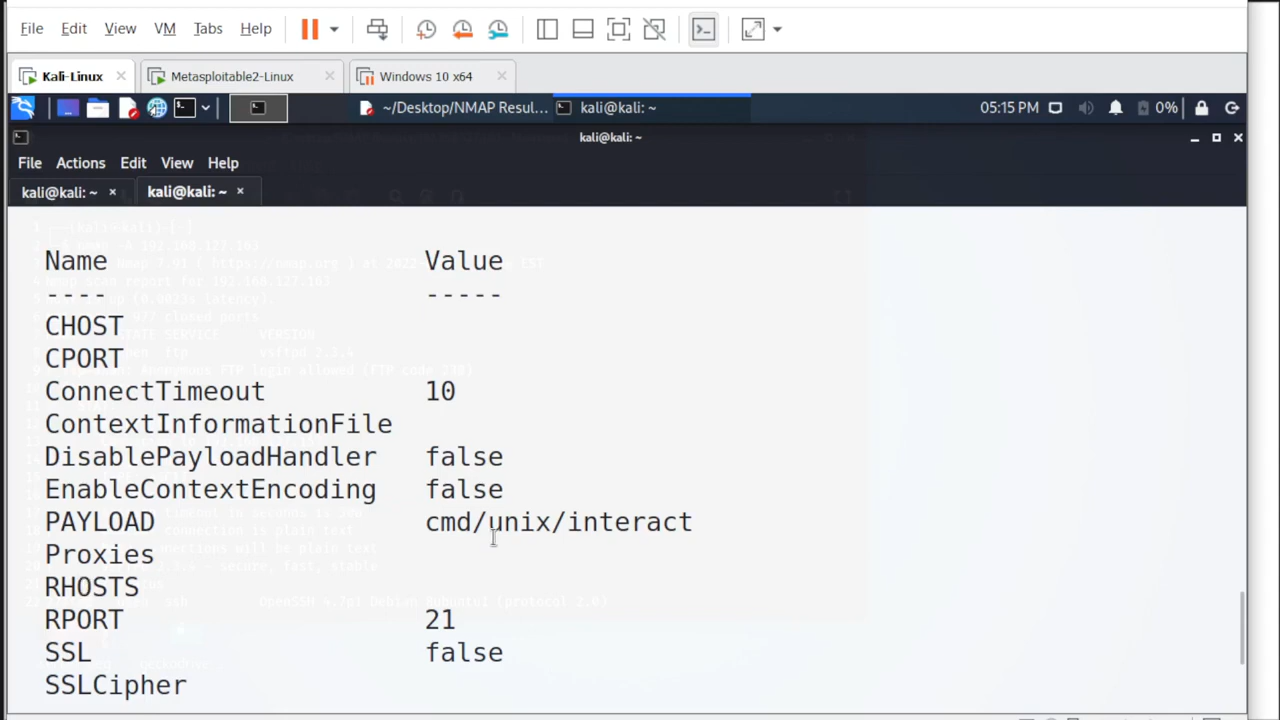 File Edit View VM Tabs Help
Kali-Linux Metasploitable2-Linux Windows 10 x64
~/Desktop/NMAP Resul... kali@kali: ~ 05:15 PM 0%
kali@kali:~
File Actions Edit View Help
kali@kali: ~ kali@kali: ~
Name Value
---- -----
CHOST
CPORT
ConnectTimeout 10
ContextInformationFile
DisablePayloadHandler false
EnableContextEncoding false
PAYLOAD cmd/unix/interact
Proxies
RHOSTS
RPORT 21
SSL false
SSLCipher